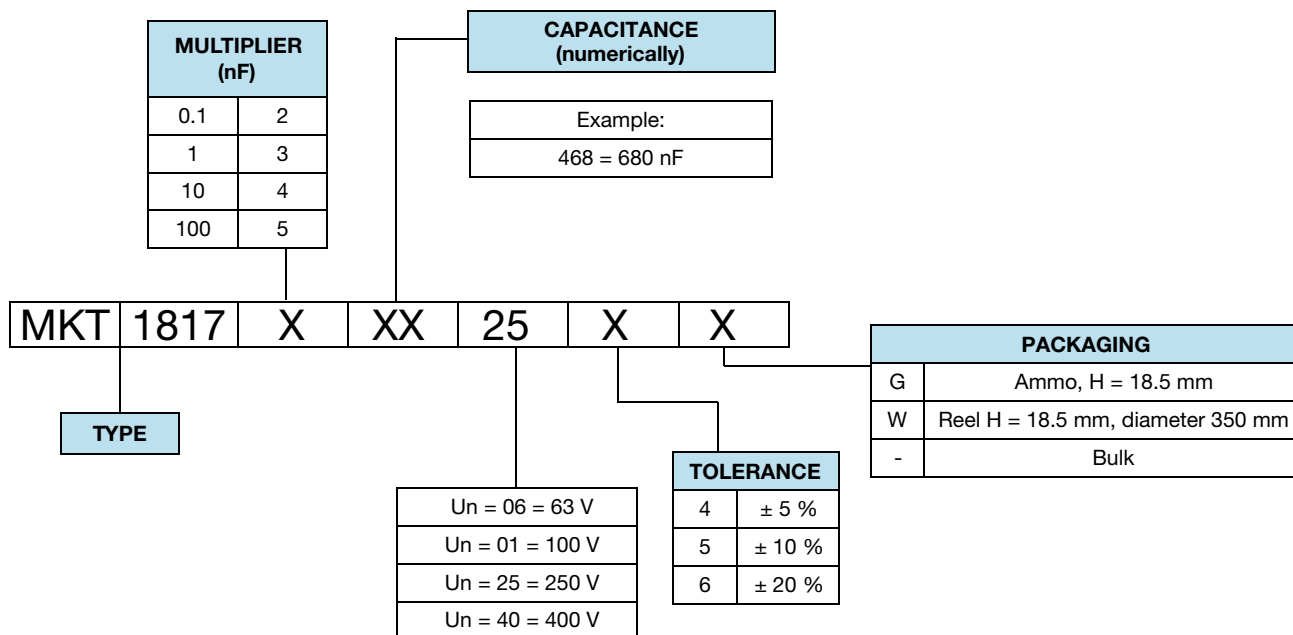 MULTIPLIER
(nF)
0.1 2
1 3
10 4
100 5
CAPACITANCE
(numerically)
Example:
468 = 680 nF
MKT 1817 X XX 25 X X
TYPE
Un = 06 = 63 V
Un = 01 = 100 V
Un = 25 = 250 V
Un = 40 = 400 V
TOLERANCE
4 ± 5 %
5 ± 10 %
6 ± 20 %
PACKAGING
G Ammo, H = 18.5 mm
W Reel H = 18.5 mm, diameter 350 mm
- Bulk